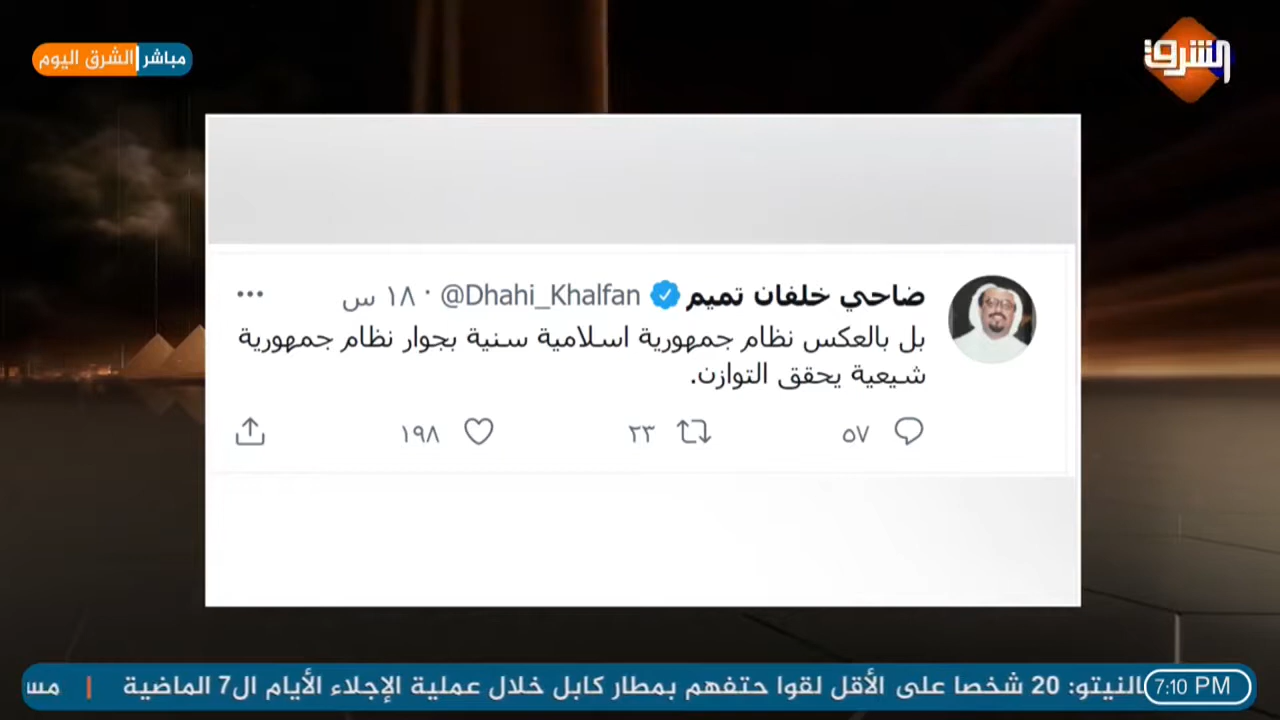 مباشر الشرق اليوم
الشرق
ضاحي خلفان تميم @Dhahi_Khalfan · ١٨ س
بل بالعكس نظام جمهورية اسلامية سنية بجوار نظام جمهورية
شيعية يحقق التوازن.
٥٧ ٢٣ ١٩٨
7:10 PM النيتو: 20 شخصا على الأقل لقوا حتفهم بمطار كابل خلال عملية الإجلاء الأيام ال7 الماضية |